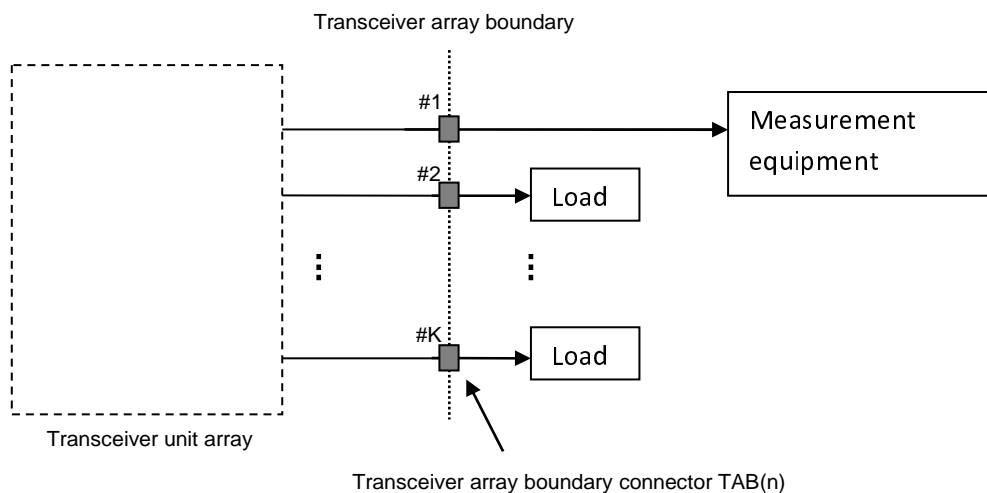 Transceiver array boundary
#1
Measurement
equipment
#2
Load
#K
Load
Transceiver unit array
Transceiver array boundary connector TAB(n)